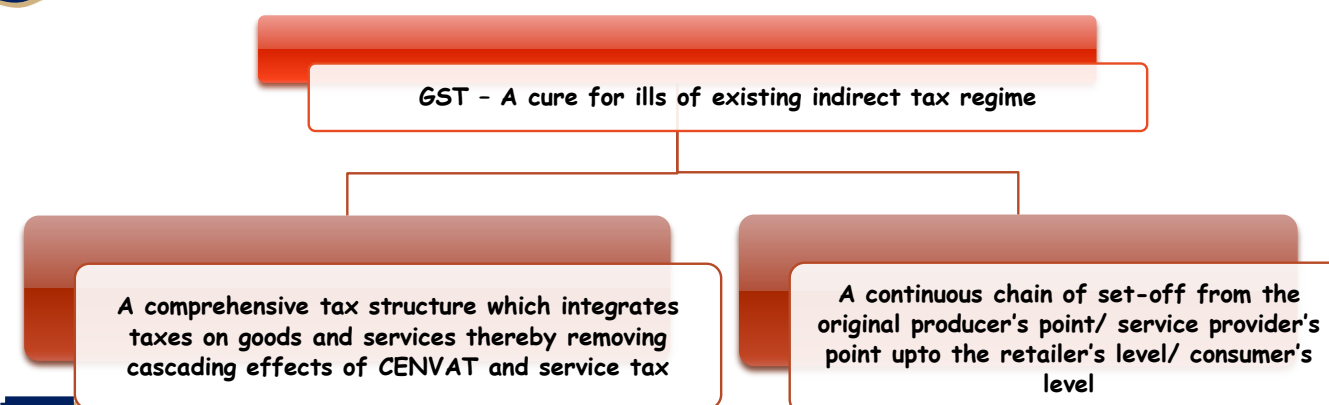 GST – A cure for ills of existing indirect tax regime
A comprehensive tax structure which integrates
taxes on goods and services thereby removing
cascading effects of CENVAT and service tax
A continuous chain of set-off from the
original producer's point/ service provider's
point upto the retailer's level/ consumer's
level